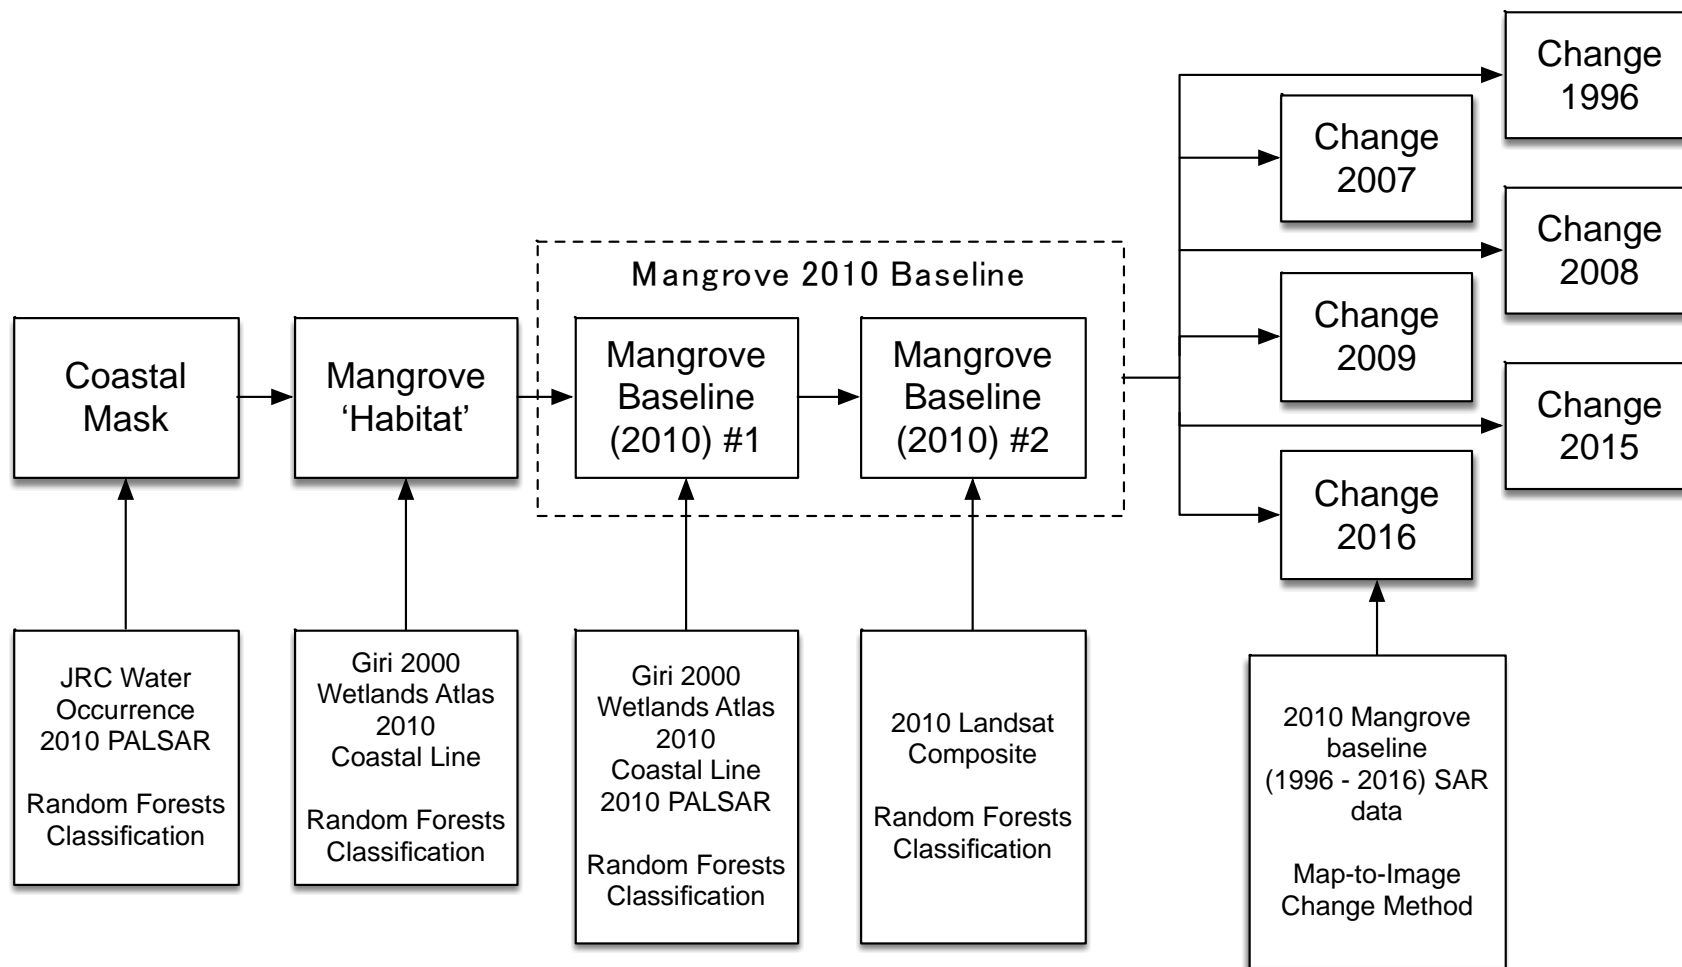 Change
1996
Change
2007
Change
2008
Mangrove 2010 Baseline
Change
2009
Coastal
Mask
Mangrove
‘Habitat’
Mangrove
Baseline
(2010) #1
Mangrove
Baseline
(2010) #2
Change
2015
Change
2016
JRC Water
Occurrence
2010 PALSAR
Random Forests
Classification
Giri 2000
Wetlands Atlas
2010
Coastal Line
Random Forests
Classification
Giri 2000
Wetlands Atlas
2010
Coastal Line
2010 PALSAR
Random Forests
Classification
2010 Landsat
Composite
Random Forests
Classification
2010 Mangrove
baseline
(1996 - 2016) SAR
data
Map-to-Image
Change Method